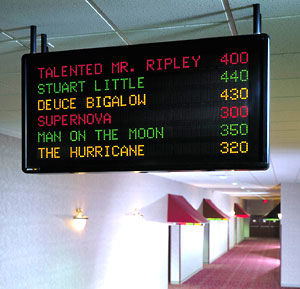 TALENTED MR. RIPLEY 400
STUART LITTLE 440
DEUCE BIGALOW 430
SUPERNOVA 300
MAN ON THE MOON 350
THE HURRICANE 320